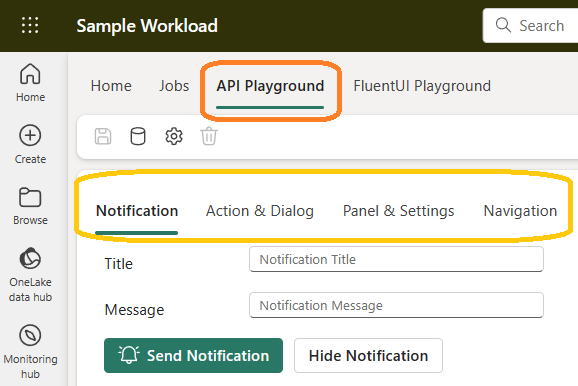 Sample Workload
Search
Home Jobs API Playground FluentUI Playground
Home
Create
Browse
OneLake
data hub
Monitoring
hub
Notification Action & Dialog Panel & Settings Navigation
Title Notification Title
Message Notification Message
Send Notification Hide Notification